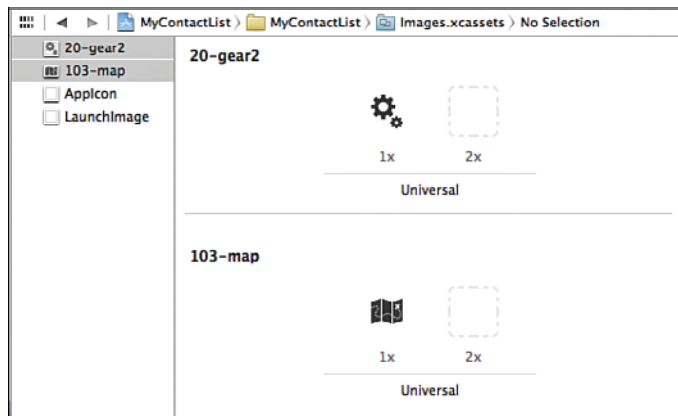 MyContactList 〉 MyContactList 〉 Images.xcassets 〉 No Selection
20-gear2
103-map
AppIcon
LaunchImage
20-gear2
1x 2x
Universal
103-map
1x 2x
Universal